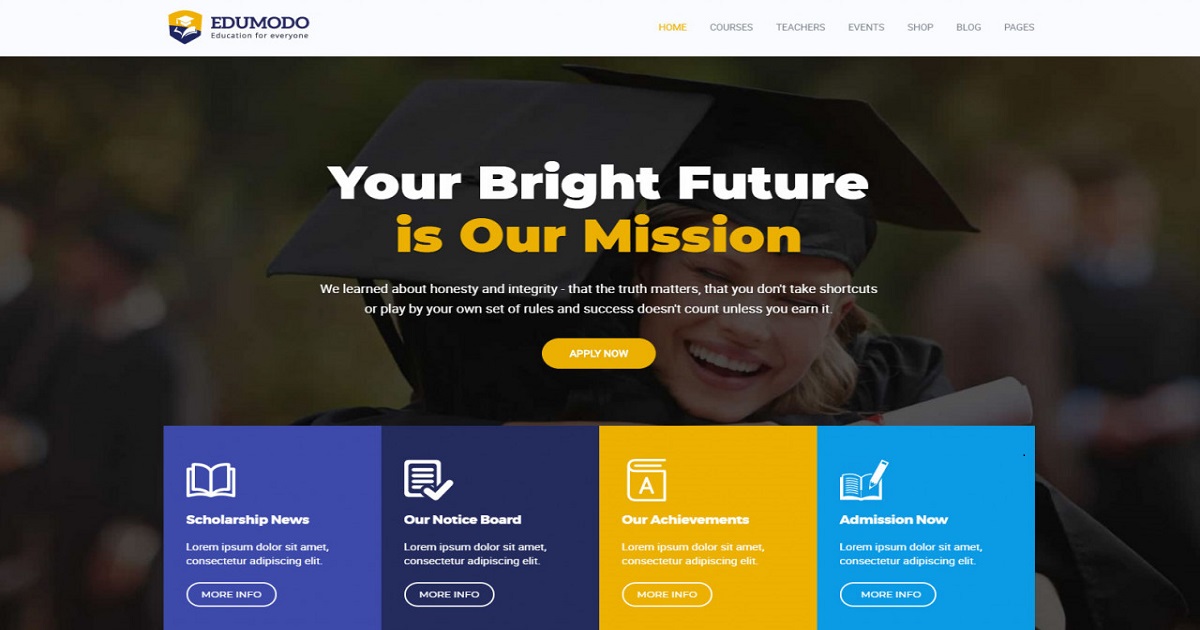 EDUMODO
Education for everyone
HOME COURSES TEACHERS EVENTS SHOP BLOG PAGES
Your Bright Future
is Our Mission
We learned about honesty and integrity - that the truth matters, that you don't take shortcuts
or play by your own set of rules and success doesn't count unless you earn it.
APPLY NOW
Scholarship News
Lorem ipsum dolor sit amet,
consectetur adipiscing elit.
MORE INFO
Our Notice Board
Lorem ipsum dolor sit amet,
consectetur adipiscing elit.
MORE INFO
A
Our Achievements
Lorem ipsum dolor sit amet,
consectetur adipiscing elit.
MORE INFO
Admission Now
Lorem ipsum dolor sit amet,
consectetur adipiscing elit.
MORE INFO